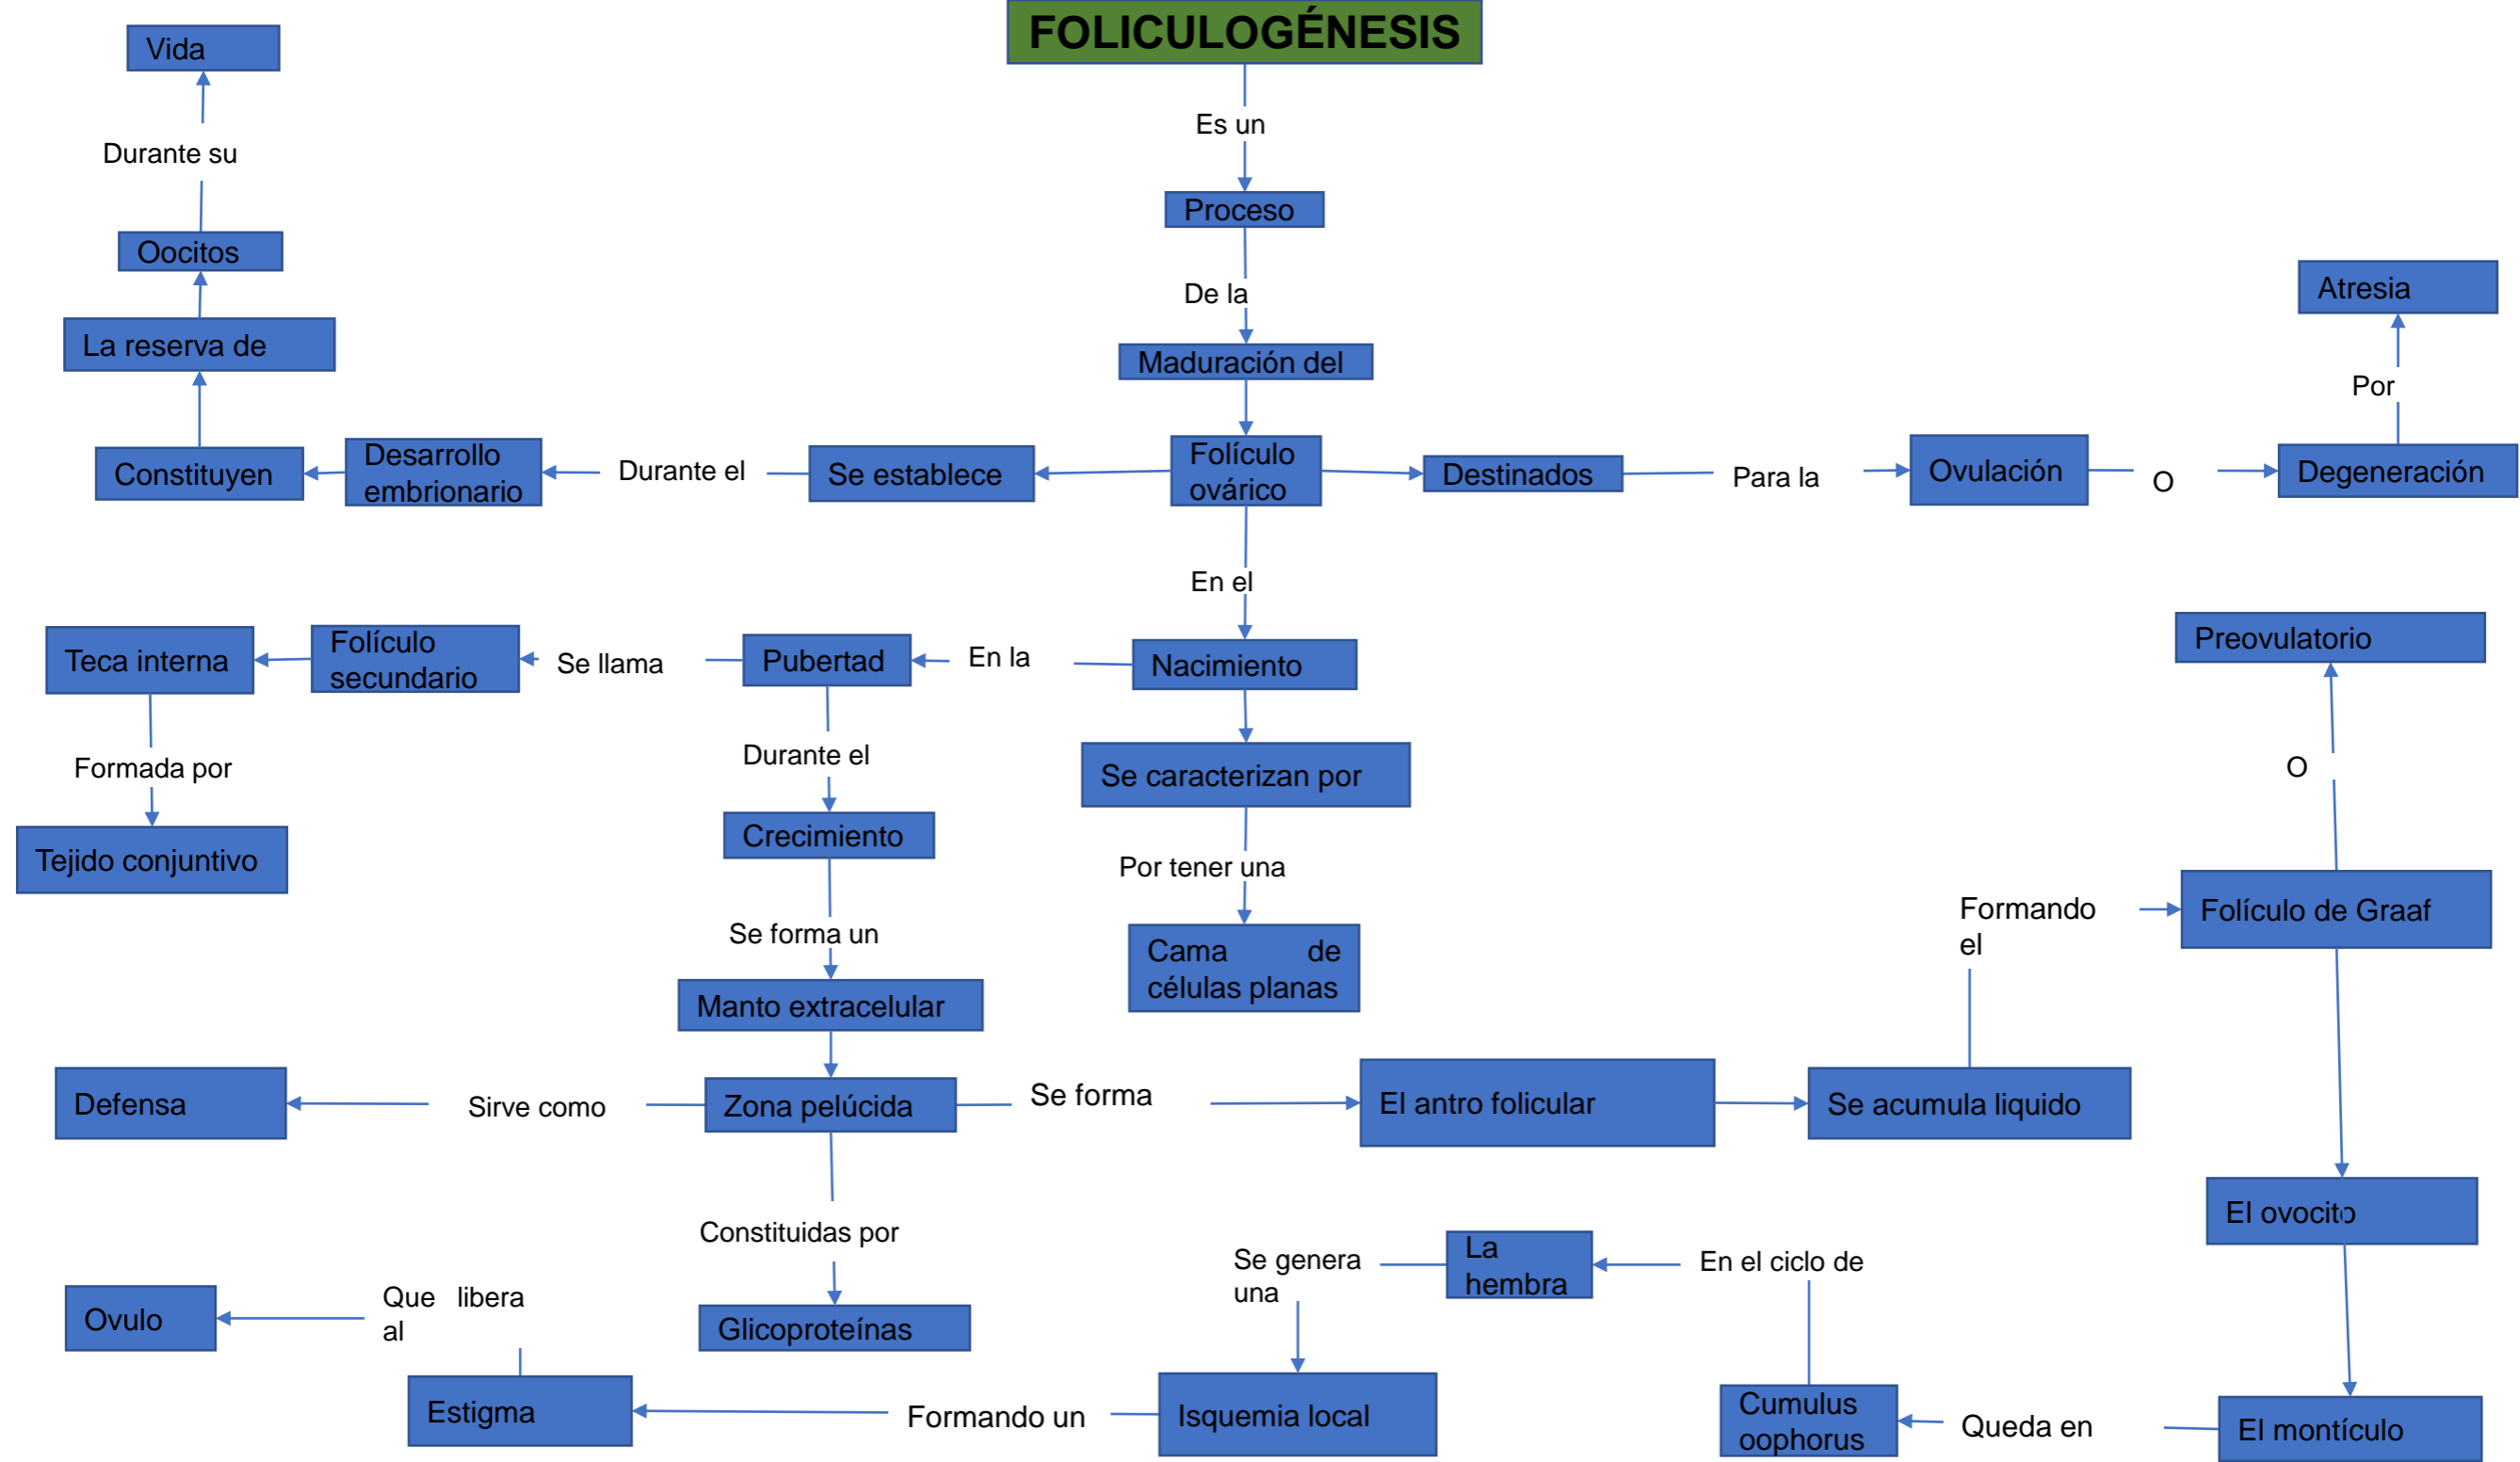 FOLICULOGÉNESIS
Vida
Es un
Durante su
Proceso
Oocitos
De la
Atresia
La reserva de
Maduración del
Por
Constituyen
Desarrollo
embrionario
Durante el
Se establece
Folículo
ovárico
Destinados
Para la
Ovulación
O
Degeneración
En el
Teca interna
Folículo
secundario
Se llama
Pubertad
En la
Nacimiento
Preovulatorio
Formada por
Durante el
Se caracterizan por
O
Tejido conjuntivo
Crecimiento
Por tener una
Se forma un
Cama de
células planas
Formando
el
Folículo de Graaf
Manto extracelular
Defensa
Sirve como
Zona pelúcida
Se forma
El antro folicular
Se acumula liquido
El ovocito
Constituidas por
Se genera
una
La
hembra
En el ciclo de
Ovulo
Que libera
al
Glicoproteínas
Estigma
Formando un
Isquemia local
Cumulus
oophorus
Queda en
El montículo